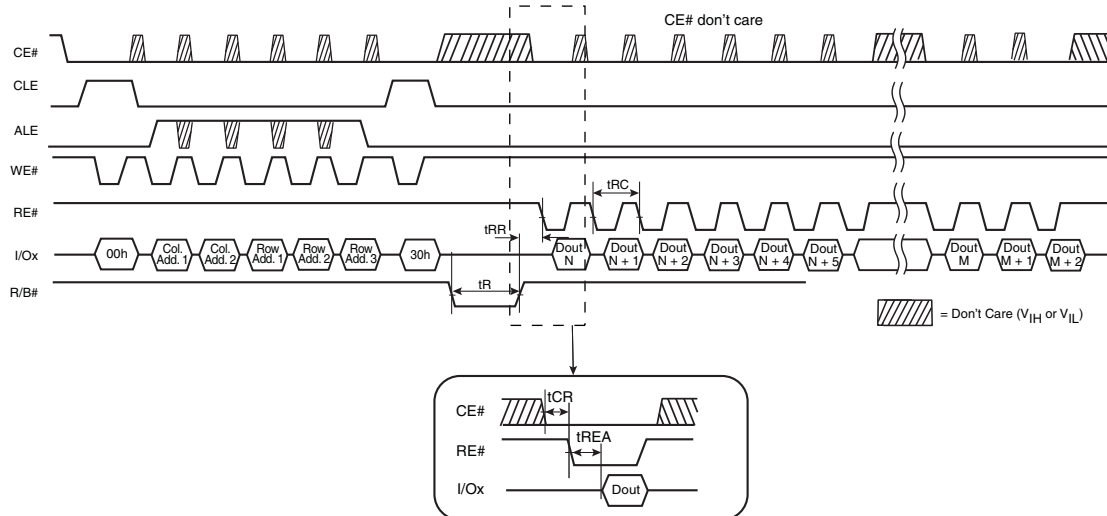 CE# don't care
CE#
CLE
ALE
WE#
tRC
RE#
tRR
I/Ox
00h
Col. Add. 1
Col. Add. 2
Row Add. 1
Row Add. 2
Row Add. 3
30h
Dout N
Dout N + 1
Dout N + 2
Dout N + 3
Dout N + 4
Dout N + 5
Dout M
Dout M + 1
Dout M + 2
tR
R/B#
= Don't Care (VIH or VIL)
tCR
CE#
tREA
RE#
I/Ox
Dout